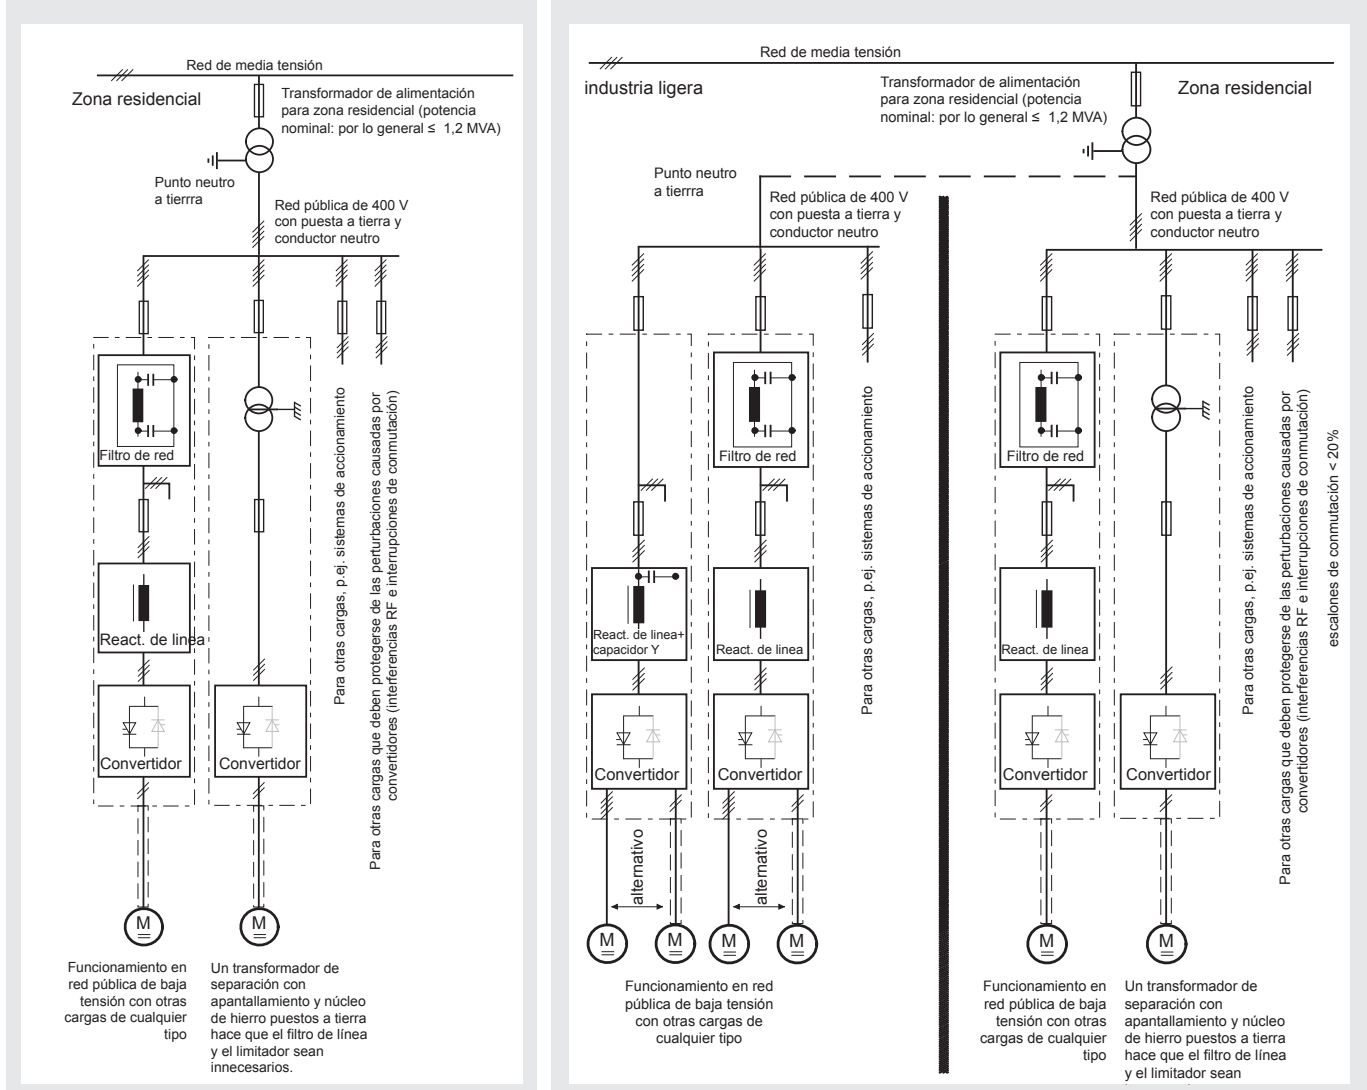 Red de media tensión
Zona residencial
Transformador de alimentación
para zona residencial (potencia
nominal: por lo general ≤ 1,2 MVA)
Punto neutro
a tierrra
Red pública de 400 V
con puesta a tierra y
conductor neutro
Filtro de red
React. de linea
Convertidor
Convertidor
Para otras cargas, p.ej. sistemas de accionamiento
Para otras cargas que deben protegerse de las perturbaciones causadas por
convertidores (interferencias RF e interrupciones de conmutación)
M
M
Funcionamiento en
red pública de baja
tensión con otras
cargas de cualquier
tipo
Un transformador de
separación con
apantallamiento y núcleo
de hierro puestos a tierra
hace que el filtro de línea
y el limitador sean
innecesarios.
Red de media tensión
industria ligera
Transformador de alimentación
para zona residencial (potencia
nominal: por lo general ≤ 1,2 MVA)
Zona residencial
Punto neutro
a tierrra
Red pública de 400 V
con puesta a tierra y
conductor neutro
Red pública de 400 V
con puesta a tierra y
conductor neutro
Filtro de red
React. de linea+
capacidor Y
React. de linea
Convertidor
Convertidor
alternativo
alternativo
Para otras cargas, p.ej. sistemas de accionamiento
M
M
M
M
Funcionamiento en red
pública de baja tensión
con otras cargas de
cualquier tipo
Filtro de red
React. de linea
Convertidor
Convertidor
Para otras cargas, p.ej. sistemas de accionamiento
Para otras cargas que deben protegerse de las perturbaciones causadas por
convertidores (interferencias RF e interrupciones de conmutación)
escalones de conmutación < 20%
M
M
Funcionamiento en
red pública de baja
tensión con otras
cargas de cualquier
tipo
Un transformador de
separación con
apantallamiento y núcleo
de hierro puestos a tierra
hace que el filtro de línea
y el limitador sean